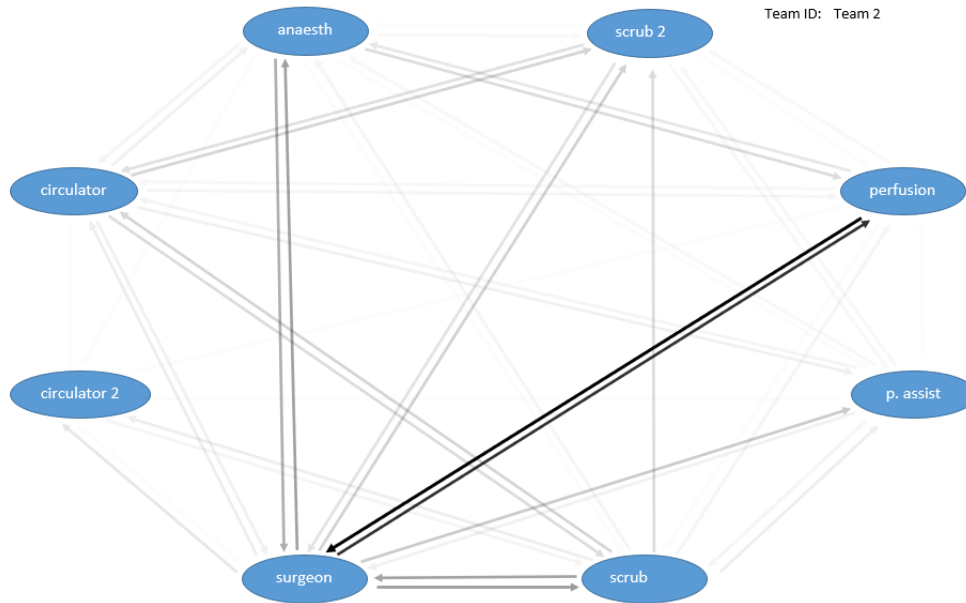 Team ID: Team 2
anaesth
scrub 2
circulator
perfusion
circulator 2
p. assist
surgeon
scrub